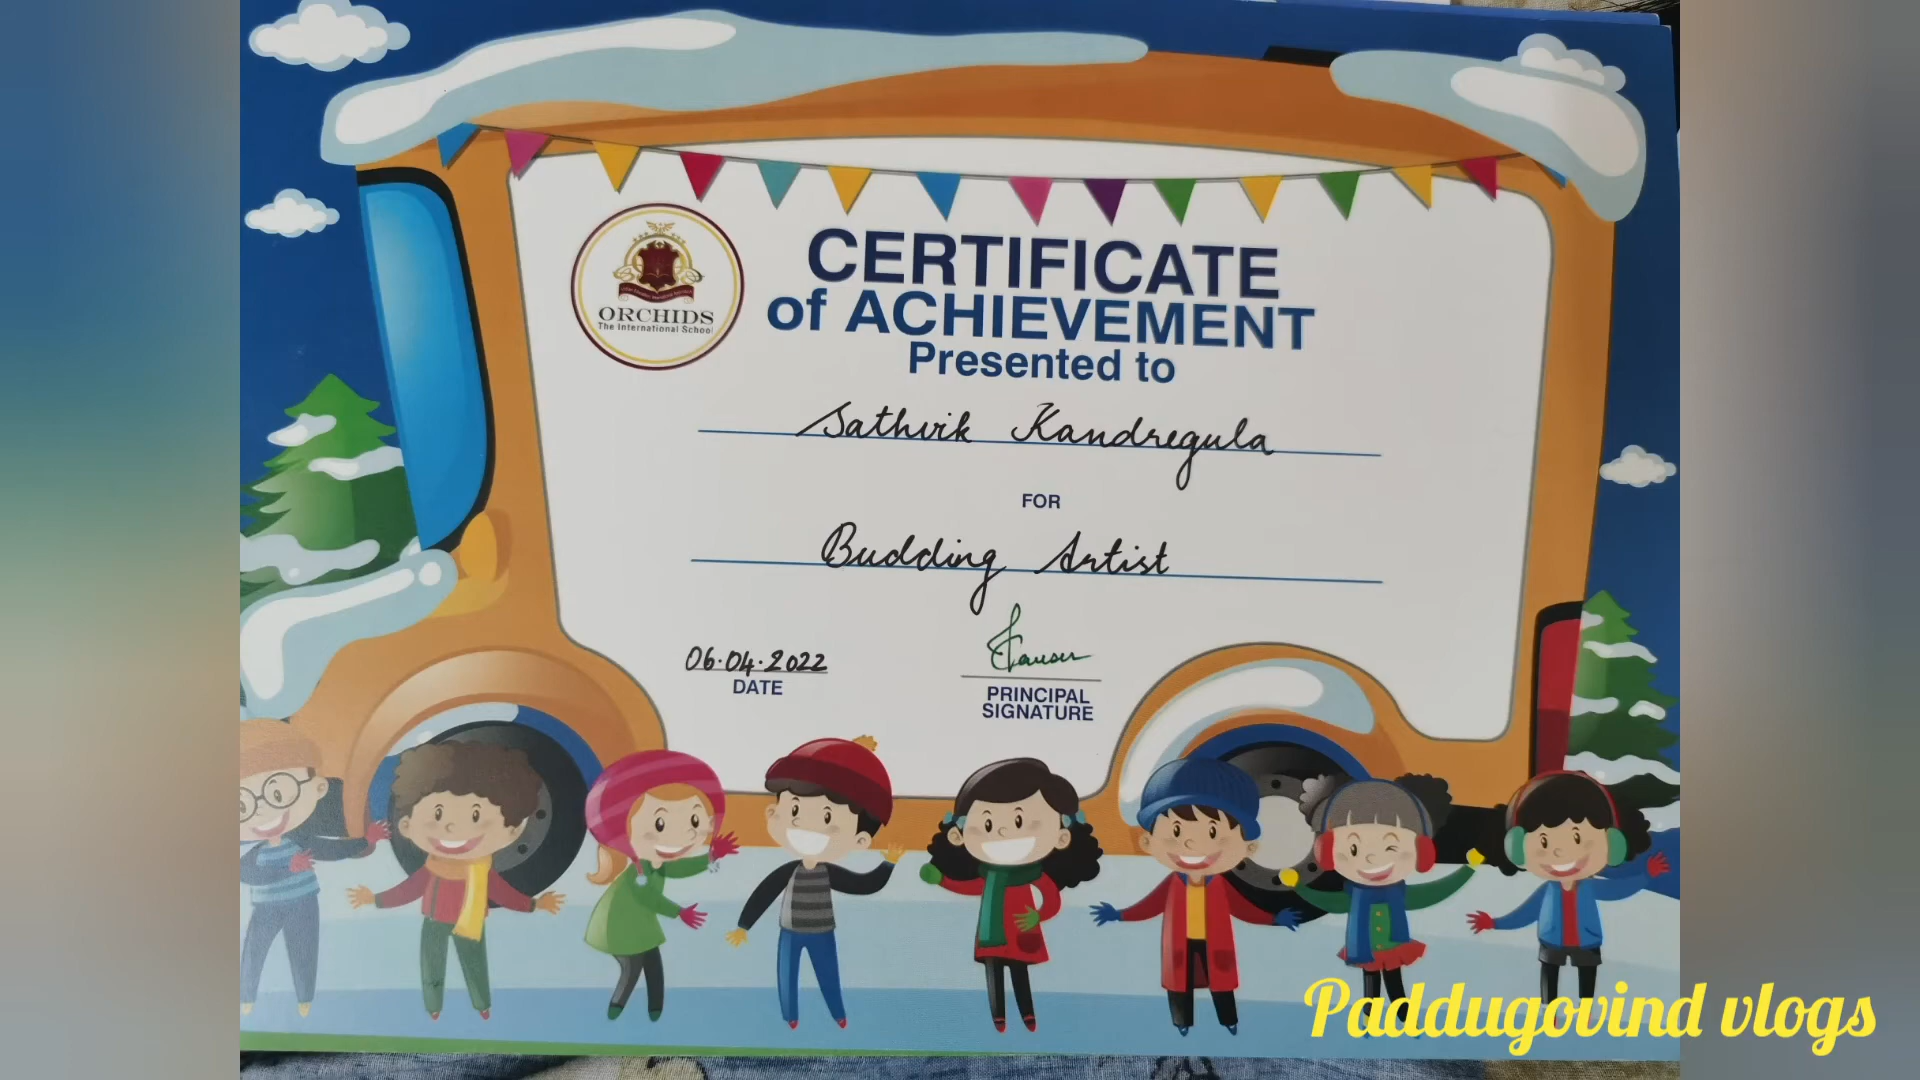 CERTIFICATE
of ACHIEVEMENT
Presented to
ORCHIDS
The International School
Sathvik Kandregula
FOR
Budding Artist
06.04.2022
DATE
PRINCIPAL
SIGNATURE
Paddugovind vlogs